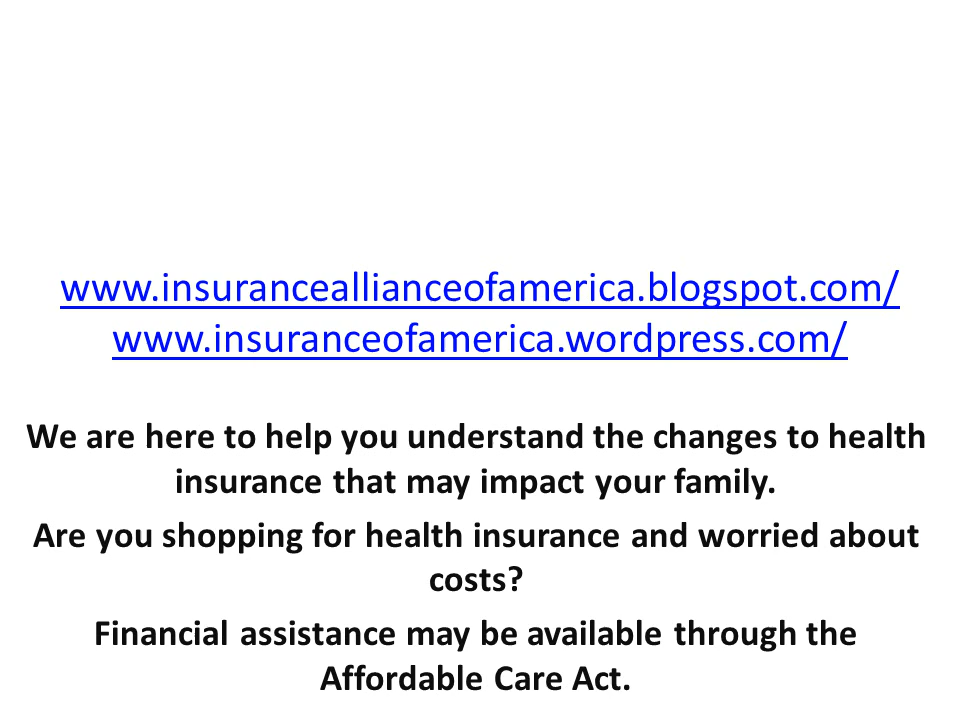 www.insurancealliance​ofamerica.blogspot.com/
www.insuranceofamerica.wordpress.com/
We are here to help you understand the changes to health
insurance that may impact your family.
Are you shopping for health insurance and worried about
costs?
Financial assistance may be available through the
Affordable Care Act.